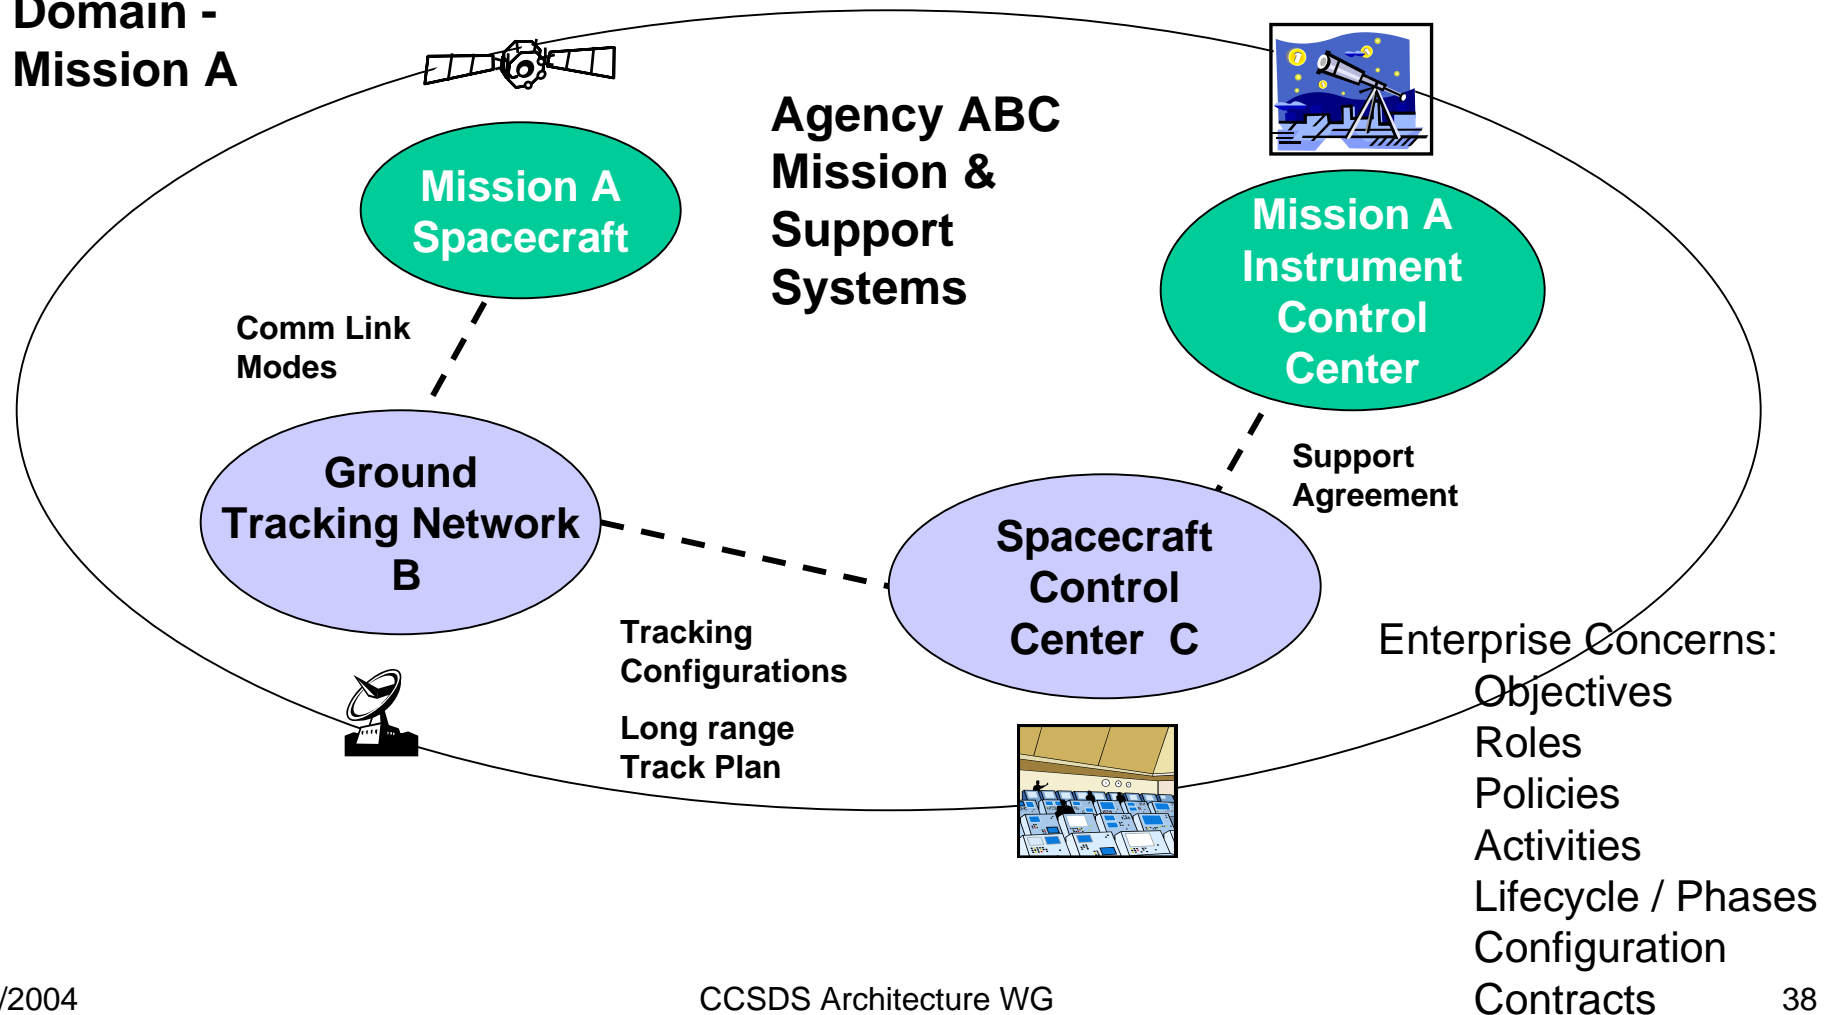 Domain -
Mission A
Agency ABC
Mission &
Support
Systems
Mission A
Spacecraft
Mission A
Instrument
Control
Center
Comm Link
Modes
Support
Agreement
Ground
Tracking Network
B
Spacecraft
Control
Center C
Tracking
Configurations
Long range
Track Plan
Enterprise Concerns:
Objectives
Roles
Policies
Activities
Lifecycle / Phases
Configuration
Contracts
/2004
CCSDS Architecture WG
38